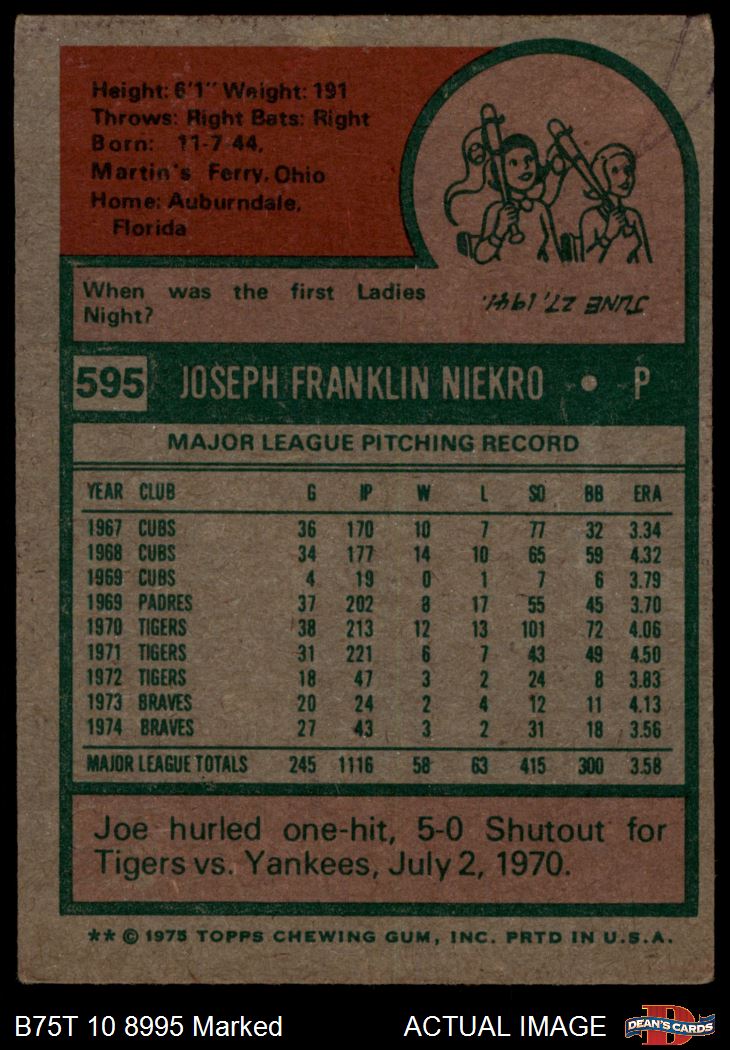 Height: 6'1" Weight: 191
Throws: Right Bats: Right
Born: 11-7-44,
Martin's Ferry, Ohio
Home: Auburndale,
Florida
When was the first Ladies
Night?
JUNE 27, 1941.
595 JOSEPH FRANKLIN NIEKRO • P
MAJOR LEAGUE PITCHING RECORD
YEAR CLUB G IP W L SO BB ERA
1967 CUBS 36 170 10 7 77 32 3.34
1968 CUBS 34 177 14 10 65 59 4.32
1969 CUBS 4 19 0 1 7 6 3.79
1969 PADRES 37 202 8 17 55 45 3.70
1970 TIGERS 38 213 12 13 101 72 4.06
1971 TIGERS 31 221 6 7 43 49 4.50
1972 TIGERS 18 47 3 2 24 8 3.83
1973 BRAVES 20 24 2 4 12 11 4.13
1974 BRAVES 27 43 3 2 31 18 3.56
MAJOR LEAGUE TOTALS 245 1116 58 63 415 300 3.58
Joe hurled one-hit, 5-0 Shutout for
Tigers vs. Yankees, July 2, 1970.
** © 1975 TOPPS CHEWING GUM, INC. PRTD IN U.S.A.
B75T 10 8995 Marked ACTUAL IMAGE DEAN'S CARDS